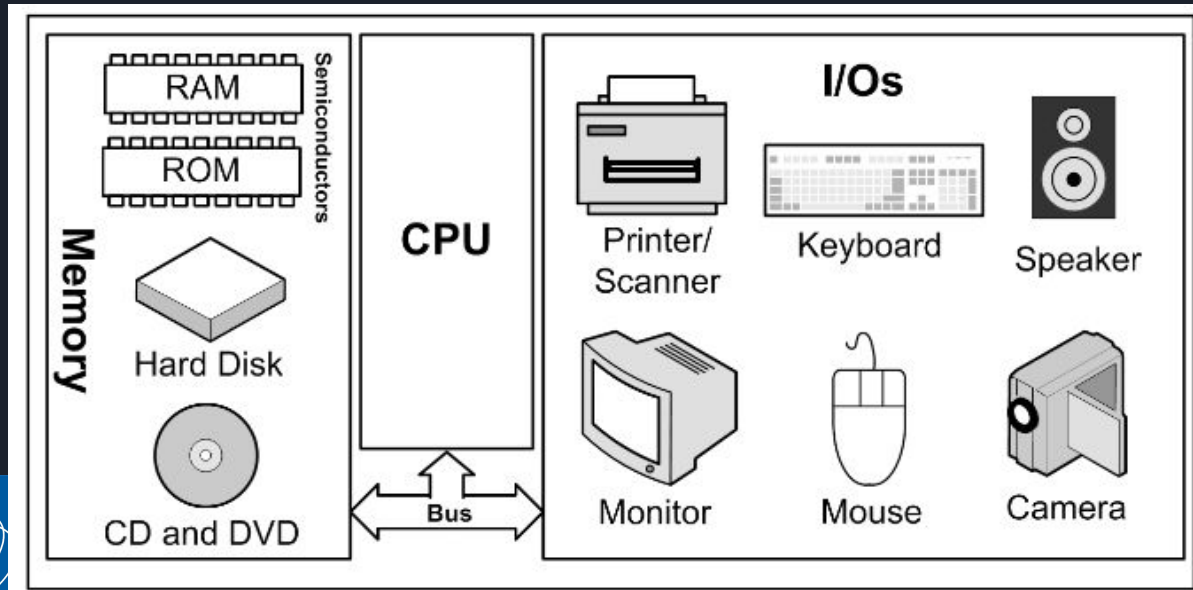 Memory
RAM
ROM
Semiconductors
Hard Disk
CD and DVD
CPU
Bus
I/Os
Printer/
Scanner
Keyboard
Speaker
Monitor
Mouse
Camera